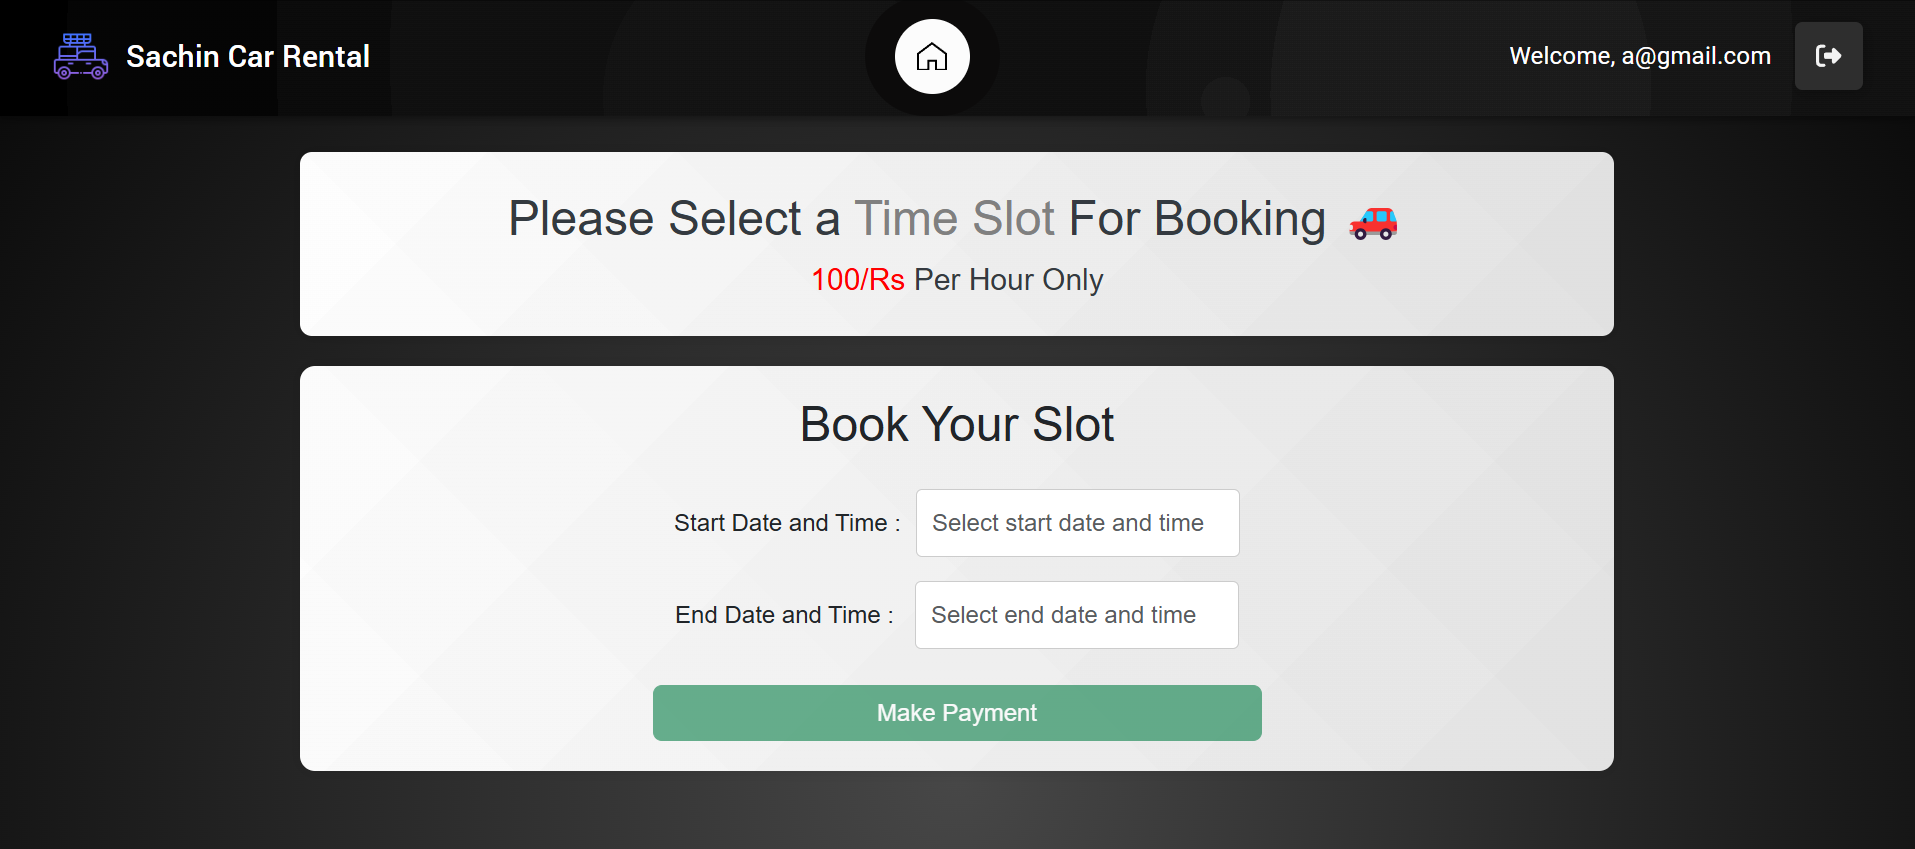 Sachin Car Rental
Welcome, a@gmail.com
Please Select a Time Slot For Booking
100/Rs Per Hour Only
Book Your Slot
Start Date and Time : Select start date and time
End Date and Time : Select end date and time
Make Payment